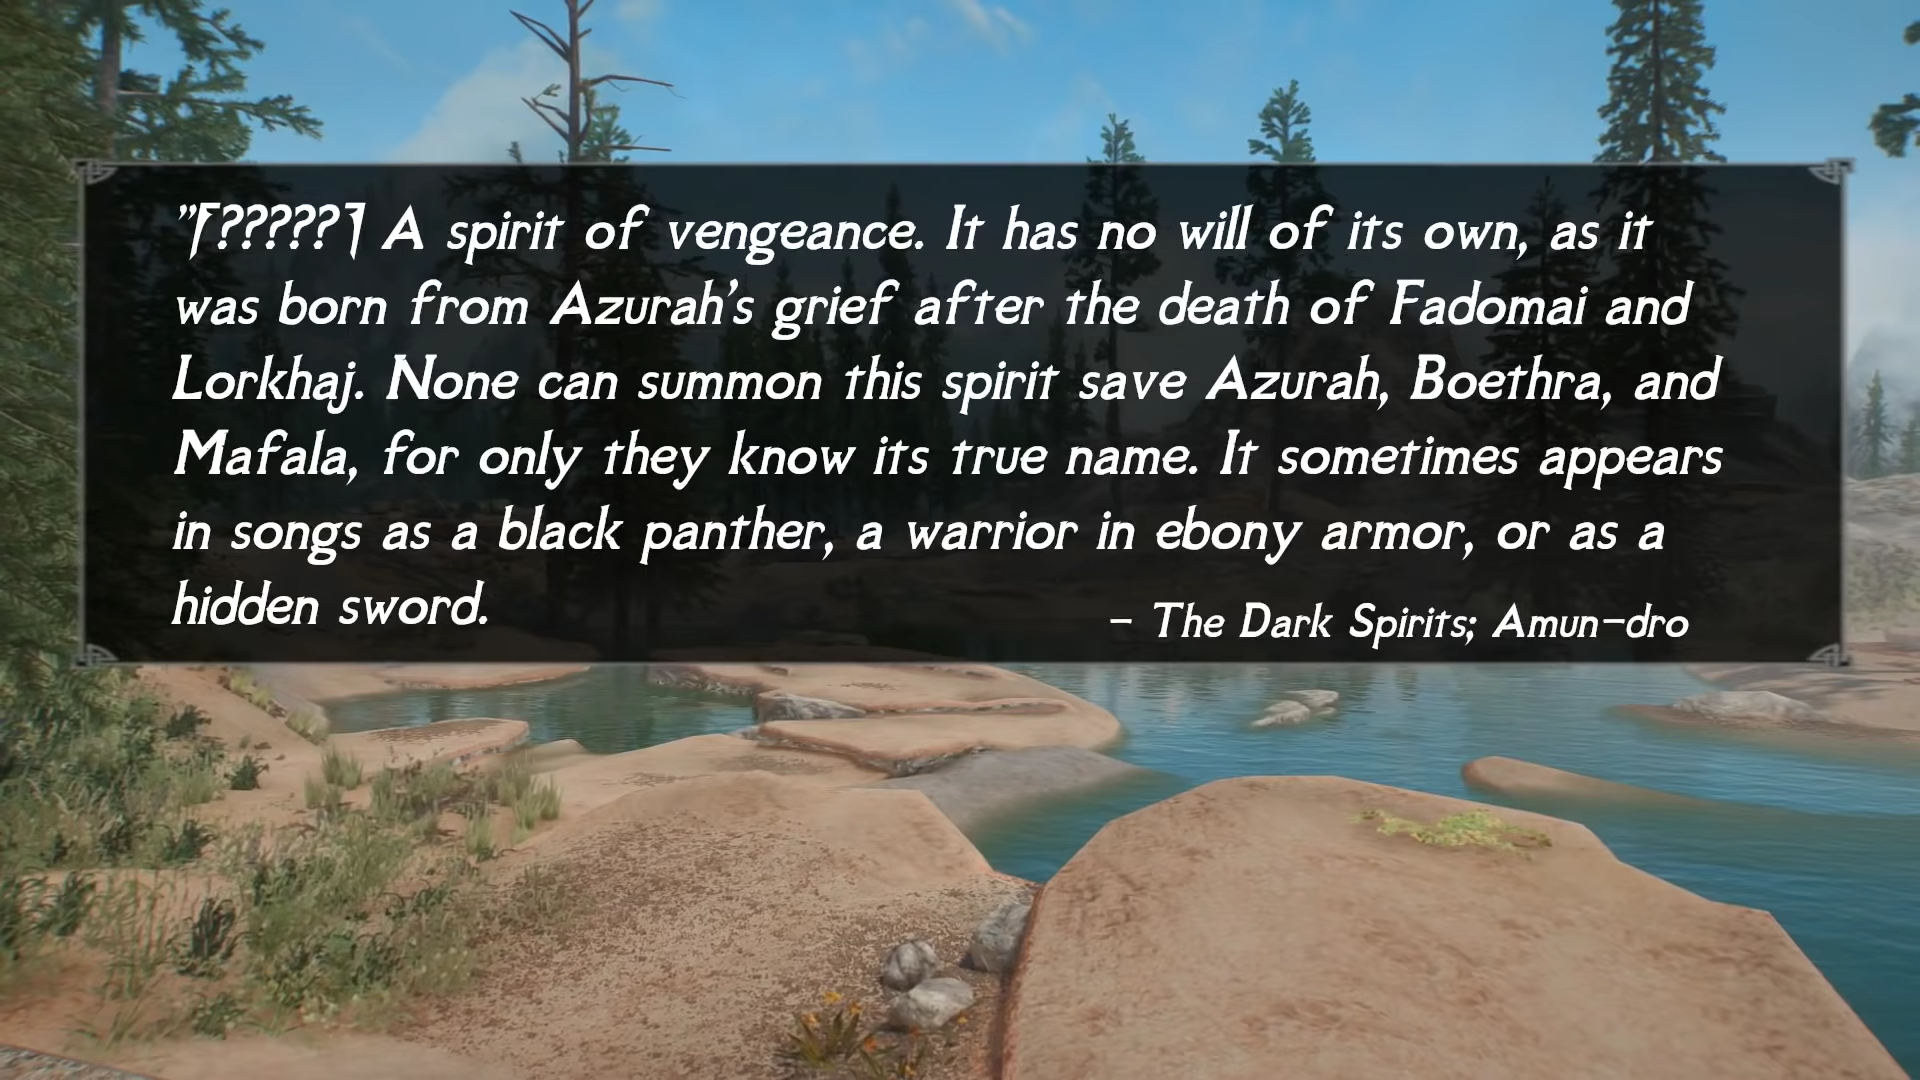 "[?????] A spirit of vengeance. It has no will of its own, as it
was born from Azurah's grief after the death of Fadomai and
Lorkhaj. None can summon this spirit save Azurah, Boethra, and
Mafala, for only they know its true name. It sometimes appears
in songs as a black panther, a warrior in ebony armor, or as a
hidden sword.
- The Dark Spirits; Amun-dro